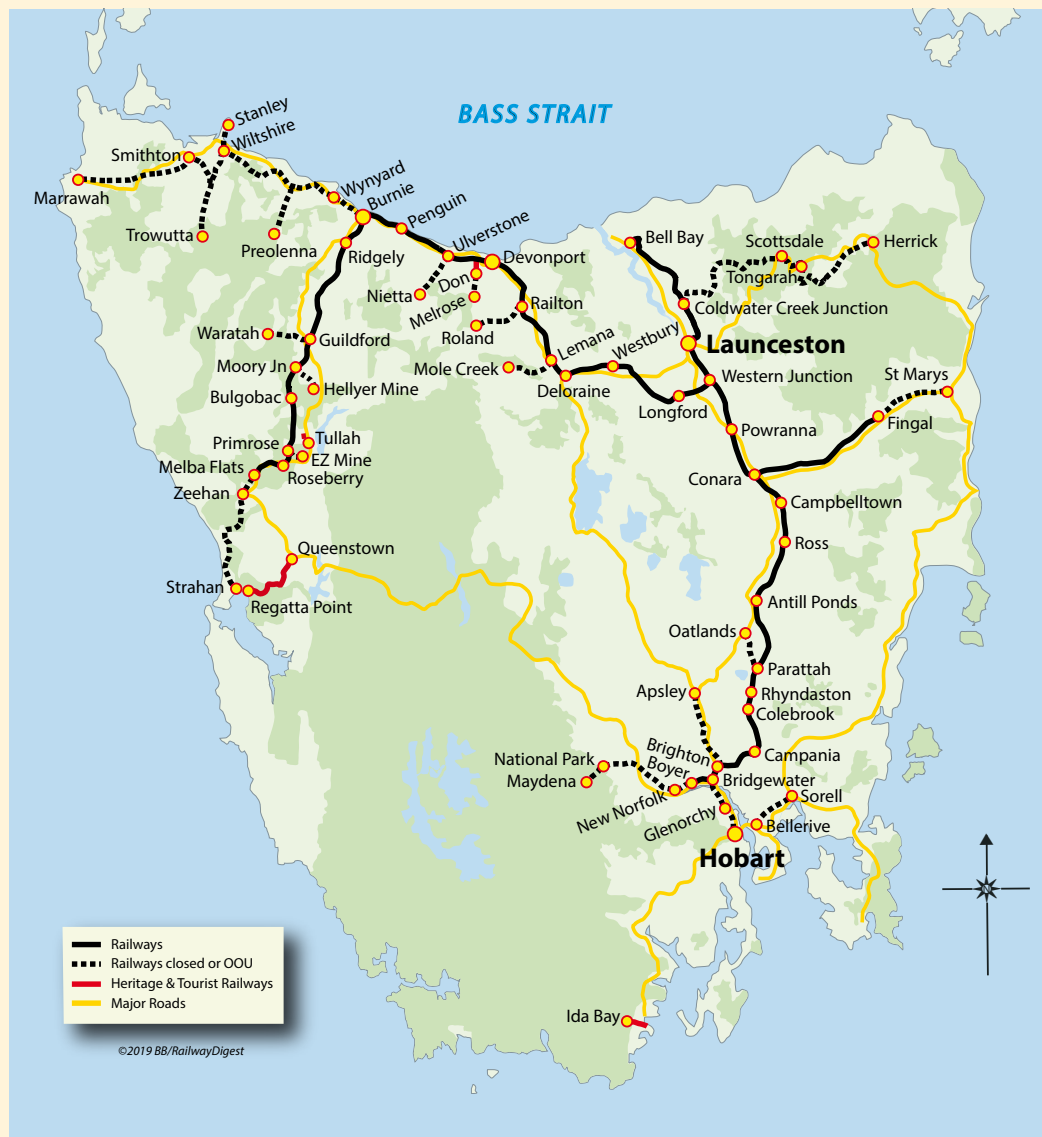 BASS STRAIT
Stanley
Wiltshire
Smithton
Marrawah
Trowutta
Preolenna
Wynyard
Burnie
Penguin
Ridgely
Ulverstone
Devonport
Don
Melrose
Nietta
Railton
Roland
Bell Bay
Scottsdale
Herrick
Tongarah
Coldwater Creek Junction
Waratah
Guildford
Moory Jn
Hellyer Mine
Bulgobac
Mole Creek
Lemana
Westbury
Launceston
Deloraine
Western Junction
Longford
St Marys
Fingal
Powranna
Primrose
Tullah
EZ Mine
Melba Flats
Roseberry
Zeehan
Conara
Campbelltown
Ross
Queenstown
Strahan
Regatta Point
Antill Ponds
Oatlands
Parattah
Apsley
Rhyndaston
Colebrook
Campania
Brighton
Boyer
National Park
Maydena
Bridgewater
New Norfolk
Sorell
Glenorchy
Bellerive
Hobart
N
Railways
Railways closed or OOU
Heritage & Tourist Railways
Major Roads
Ida Bay
©2019 BB/RailwayDigest